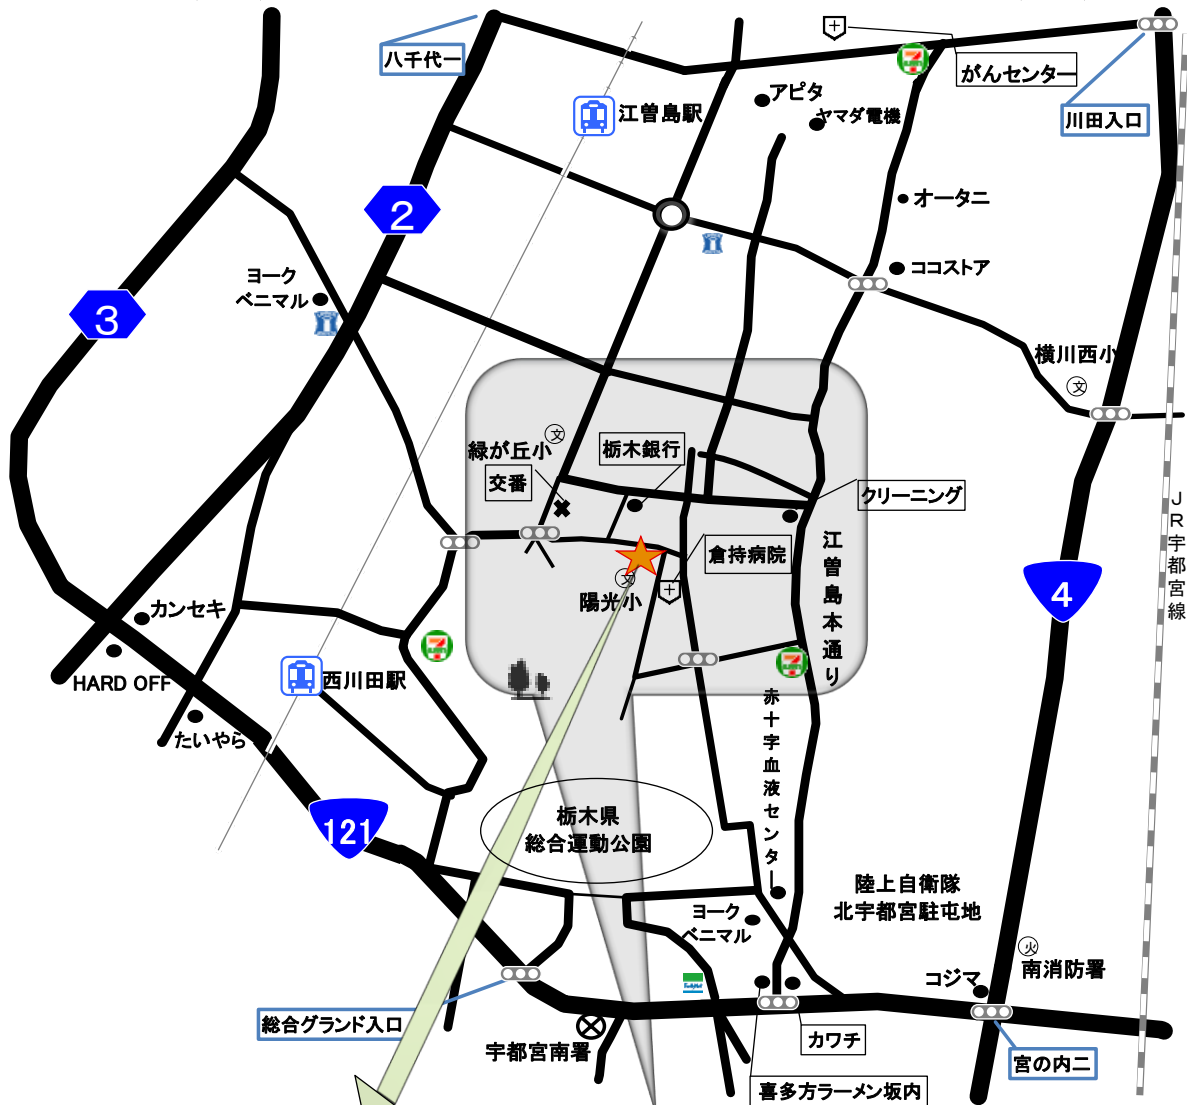 八千代一
がんセンター
川田入口
江曽島駅
アピタ
ヤマダ電機
オータニ
2
ココストア
ヨーク
ベニマル
3
横川西小
文
緑が丘小
文
栃木銀行
交番
クリーニング
JR宇都宮線
江曽島本通り
倉持病院
文
陽光小
4
カンセキ
HARD OFF
西川田駅
たいやら
赤十字血液センター
121
栃木県
総合運動公園
陸上自衛隊
北宇都宮駐屯地
ヨーク
ベニマル
火
南消防署
コジマ
総合グランド入口
宇都宮南署
カワチ
宮の内二
喜多方ラーメン坂内